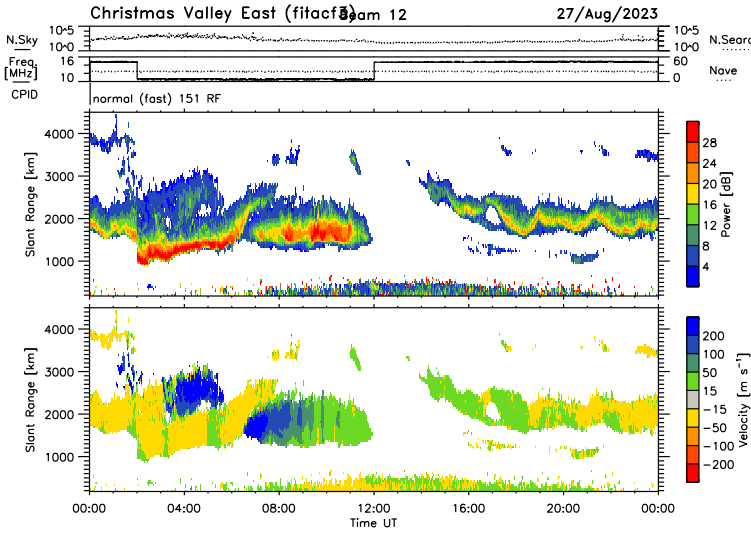 Christmas Valley East (fitacf3) Beam 12 27/Aug/2023
N.Sky 10^5 10^0 10^5 10^0 N.Searc
Freq. [MHz] 16 10 60 0 Nave
CPID normal (fast) 151 RF
Slant Range [km] 4000 3000 2000 1000
Power [dB] 28 24 20 16 12 8 4
Slant Range [km] 4000 3000 2000 1000
Velocity [m s⁻¹] 200 100 50 15 −15 −50 −100 −200
00:00 04:00 08:00 12:00 16:00 20:00 00:00
Time UT